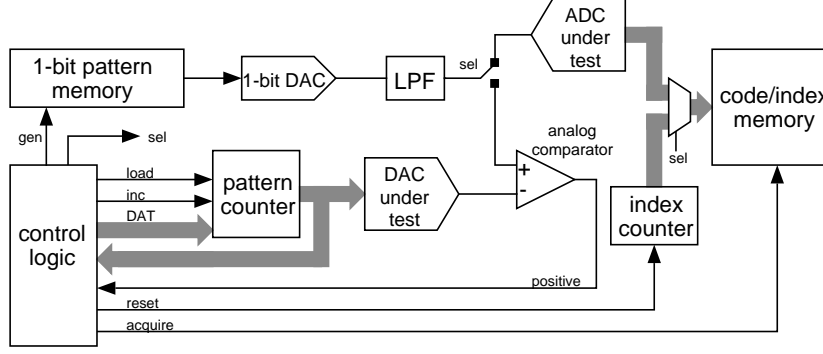 ADC
under
test
1-bit pattern
memory
1-bit DAC
LPF
sel
code/index
memory
gen
sel
analog
comparator
sel
load
inc
DAT
pattern
counter
DAC
under
test
+
-
control
logic
index
counter
positive
reset
acquire